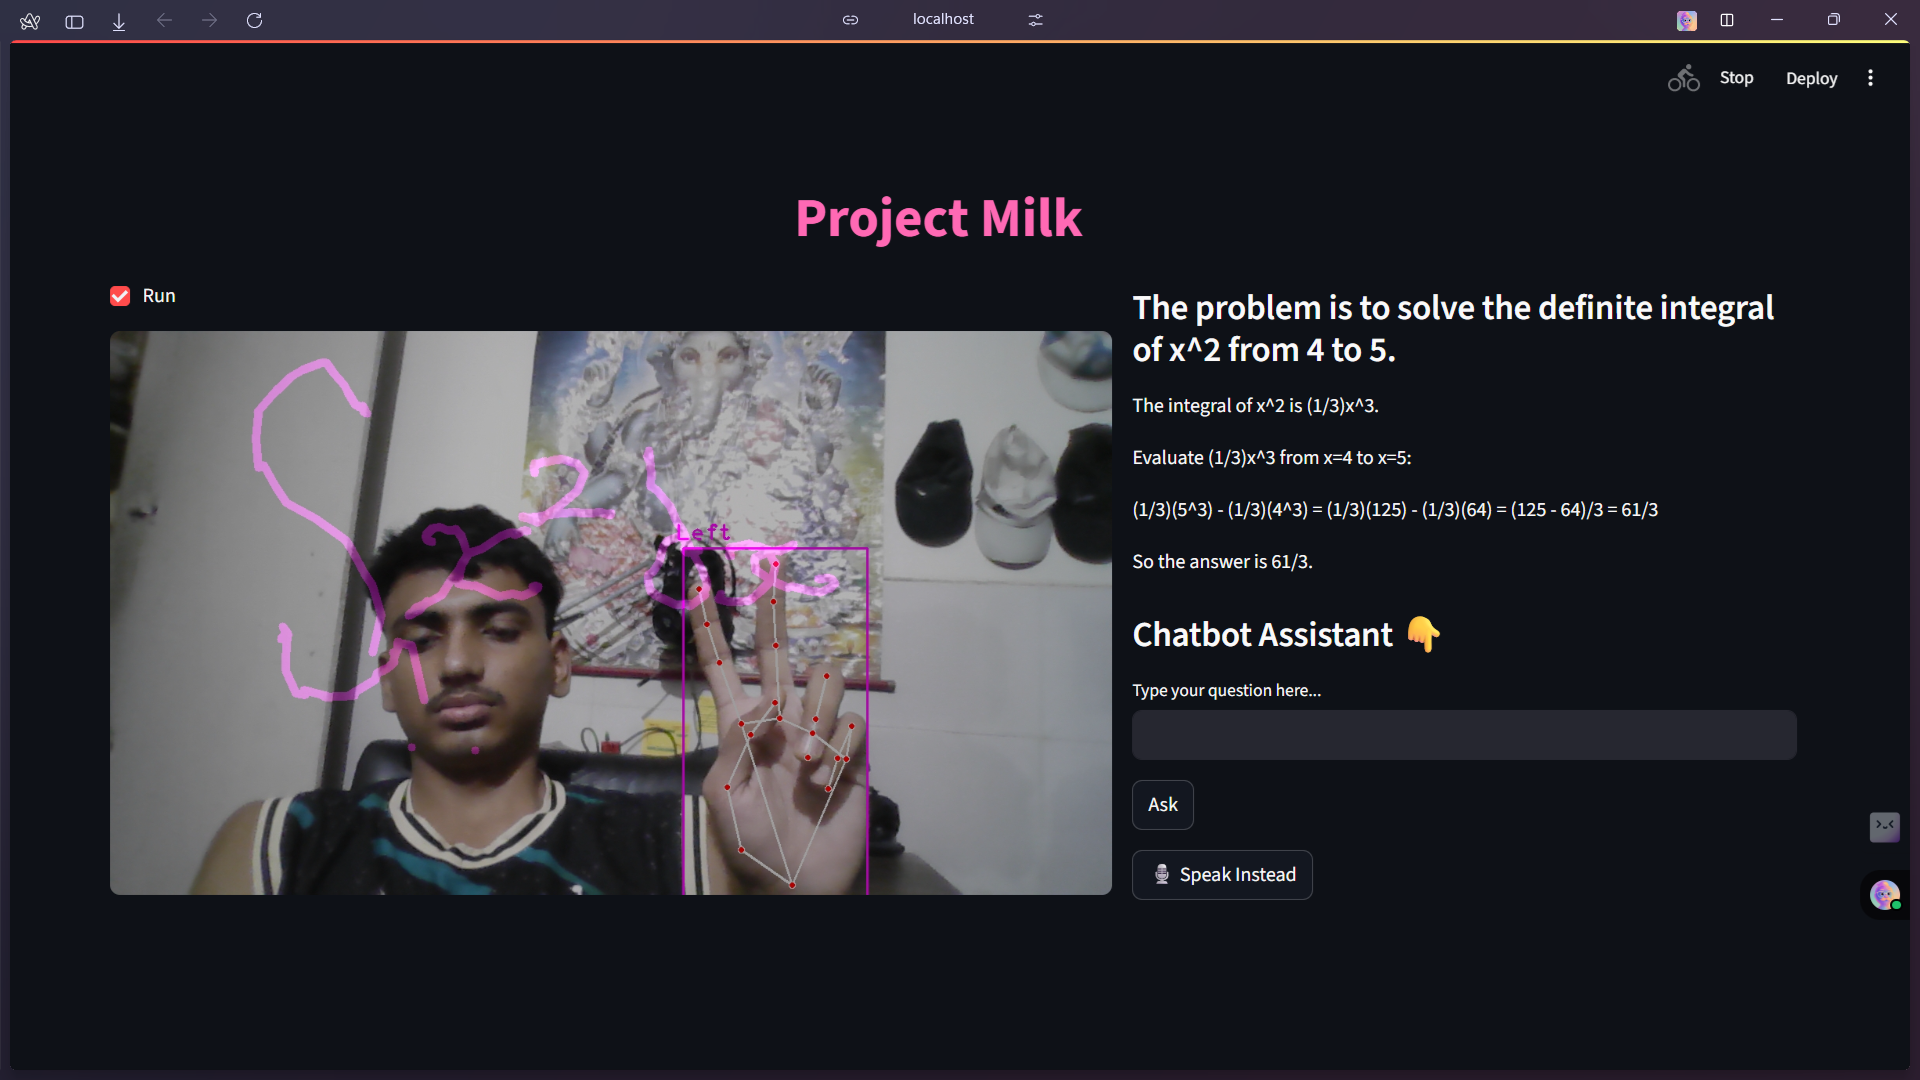 localhost
Stop Deploy
Project Milk
Run
The problem is to solve the definite integral
of x^2 from 4 to 5.
The integral of x^2 is (1/3)x^3.
Evaluate (1/3)x^3 from x=4 to x=5:
(1/3)(5^3) - (1/3)(4^3) = (1/3)(125) - (1/3)(64) = (125 - 64)/3 = 61/3
So the answer is 61/3.
∫x² dx
Left
Chatbot Assistant 👇
Type your question here...
Ask
🎙 Speak Instead